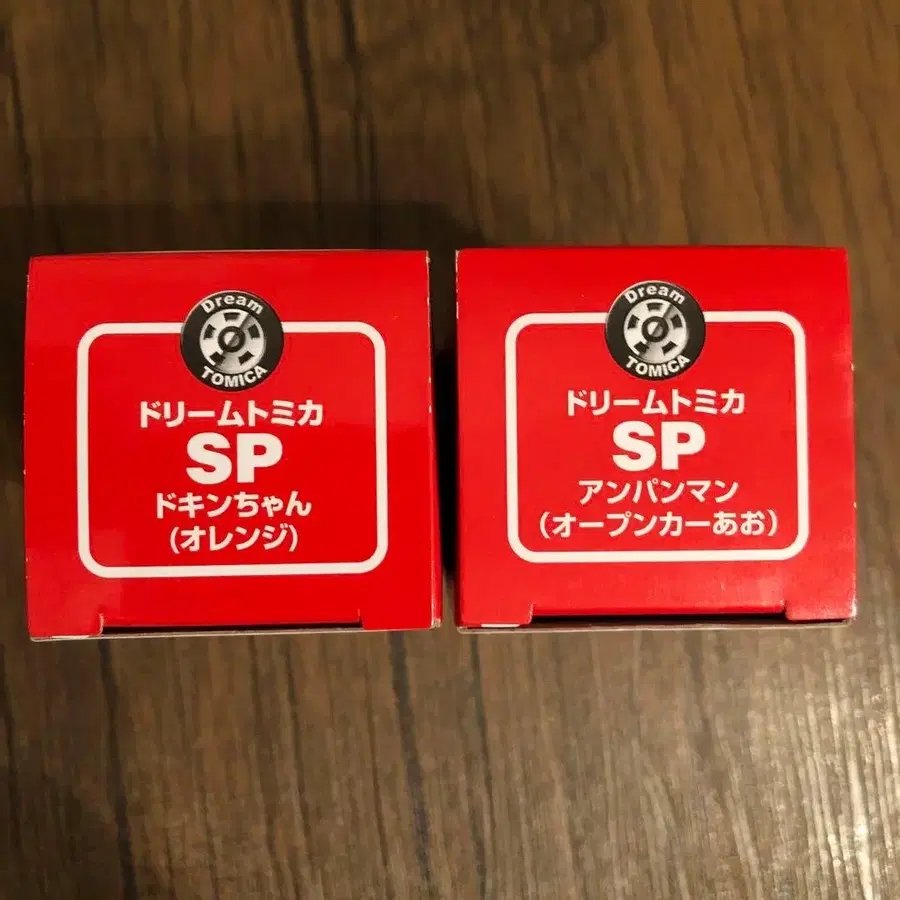 Dream
TOMICA
ドリームトミカ
SP
ドキンちゃん
(オレンジ)
Dream
TOMICA
ドリームトミカ
SP
アンパンマン
(オープンカーあお)